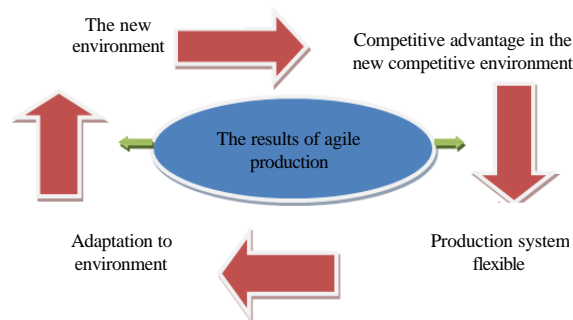 The new
environment
Competitive advantage in the
new competitive environment
The results of agile
production
Adaptation to
environment
Production system
flexible